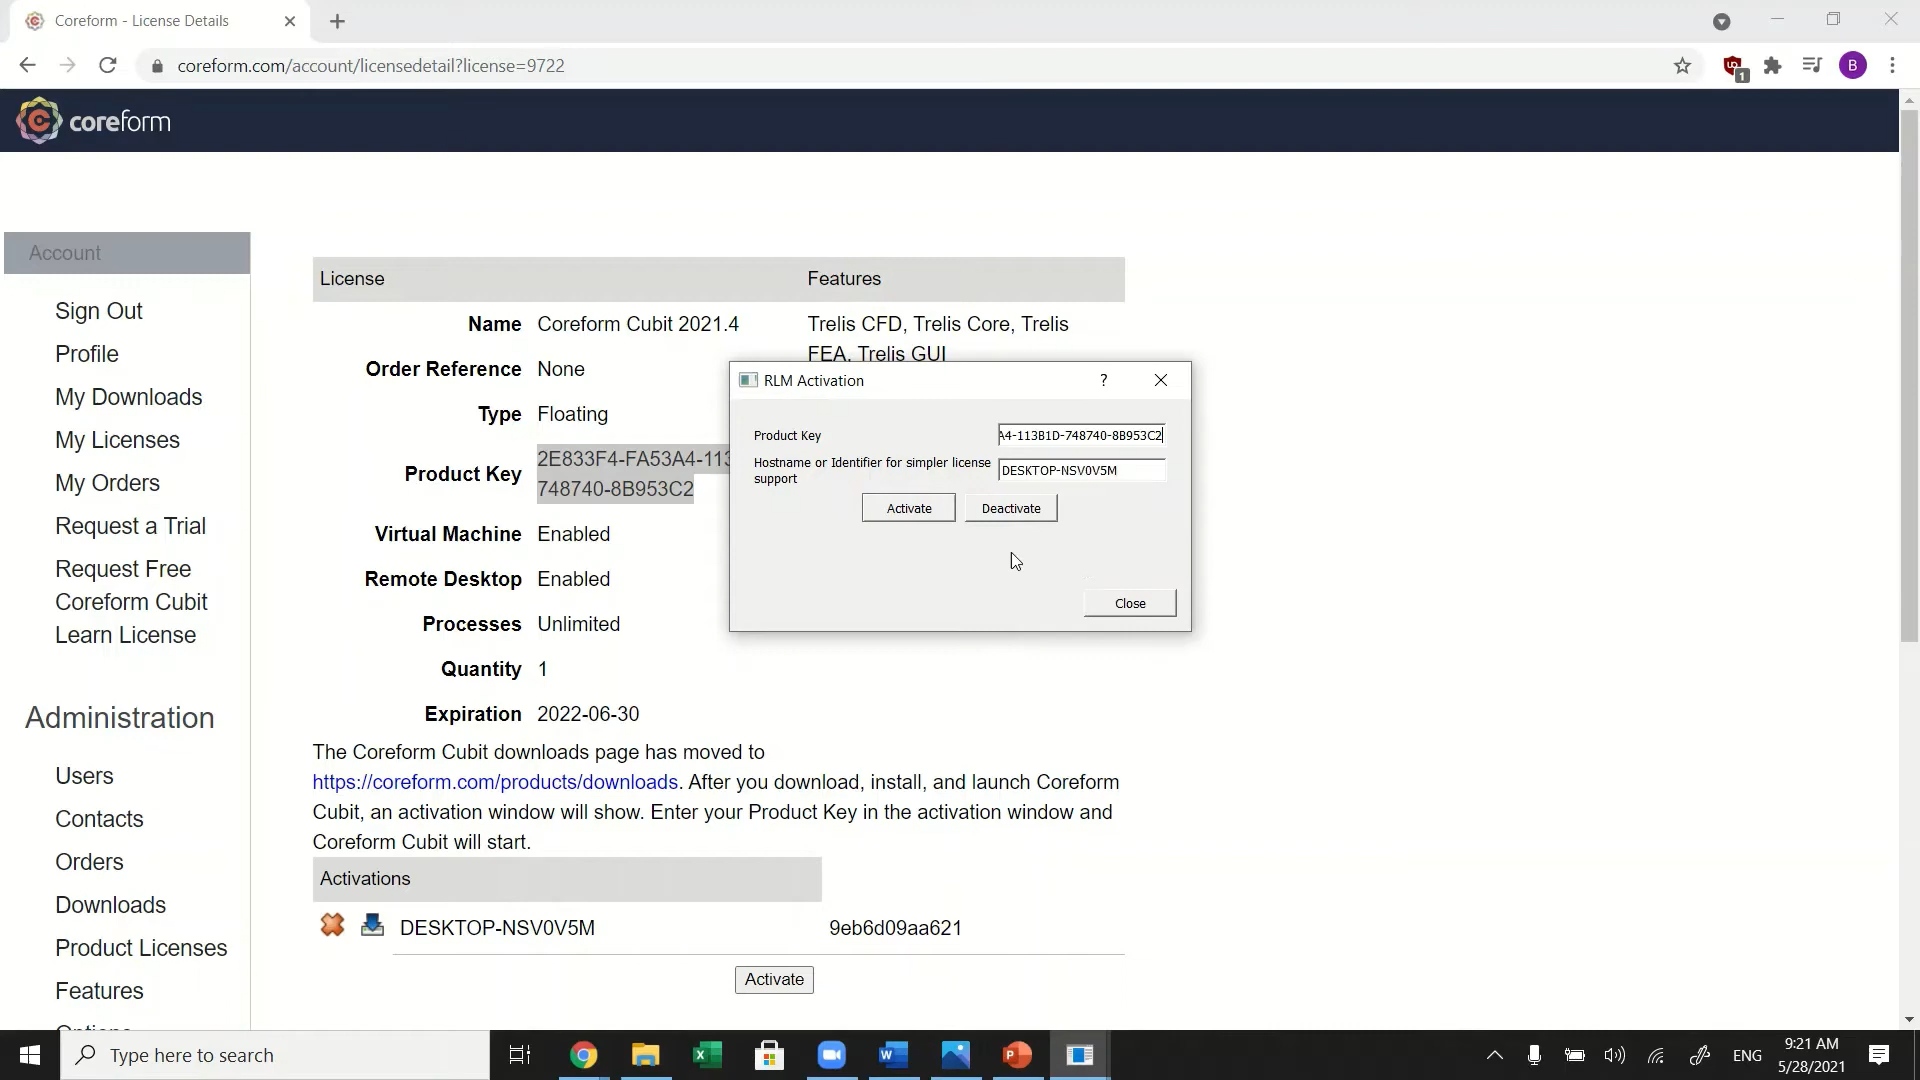 Coreform - License Details
coreform.com/account/licensedetail?license=9722
1
B
coreform
Account
Sign Out
Profile
My Downloads
My Licenses
My Orders
Request a Trial
Request Free
Coreform Cubit
Learn License
Administration
Users
Contacts
Orders
Downloads
Product Licenses
Features
License Features
Name Coreform Cubit 2021.4 Trelis CFD, Trelis Core, Trelis
FEA, Trelis GUI
Order Reference None
Type Floating
Product Key 2E833F4-FA53A4-113
748740-8B953C2
Virtual Machine Enabled
Remote Desktop Enabled
Processes Unlimited
Quantity 1
Expiration 2022-06-30
The Coreform Cubit downloads page has moved to
https://coreform.com/products/downloads. After you download, install, and launch Coreform
Cubit, an activation window will show. Enter your Product Key in the activation window and
Coreform Cubit will start.
Activations
DESKTOP-NSV0V5M 9eb6d09aa621
Activate
RLM Activation ?
Product Key A4-113B1D-748740-8B953C2
Hostname or Identifier for simpler license
support
DESKTOP-NSV0V5M
Activate Deactivate
Close
Type here to search
ENG
9:21 AM
5/28/2021